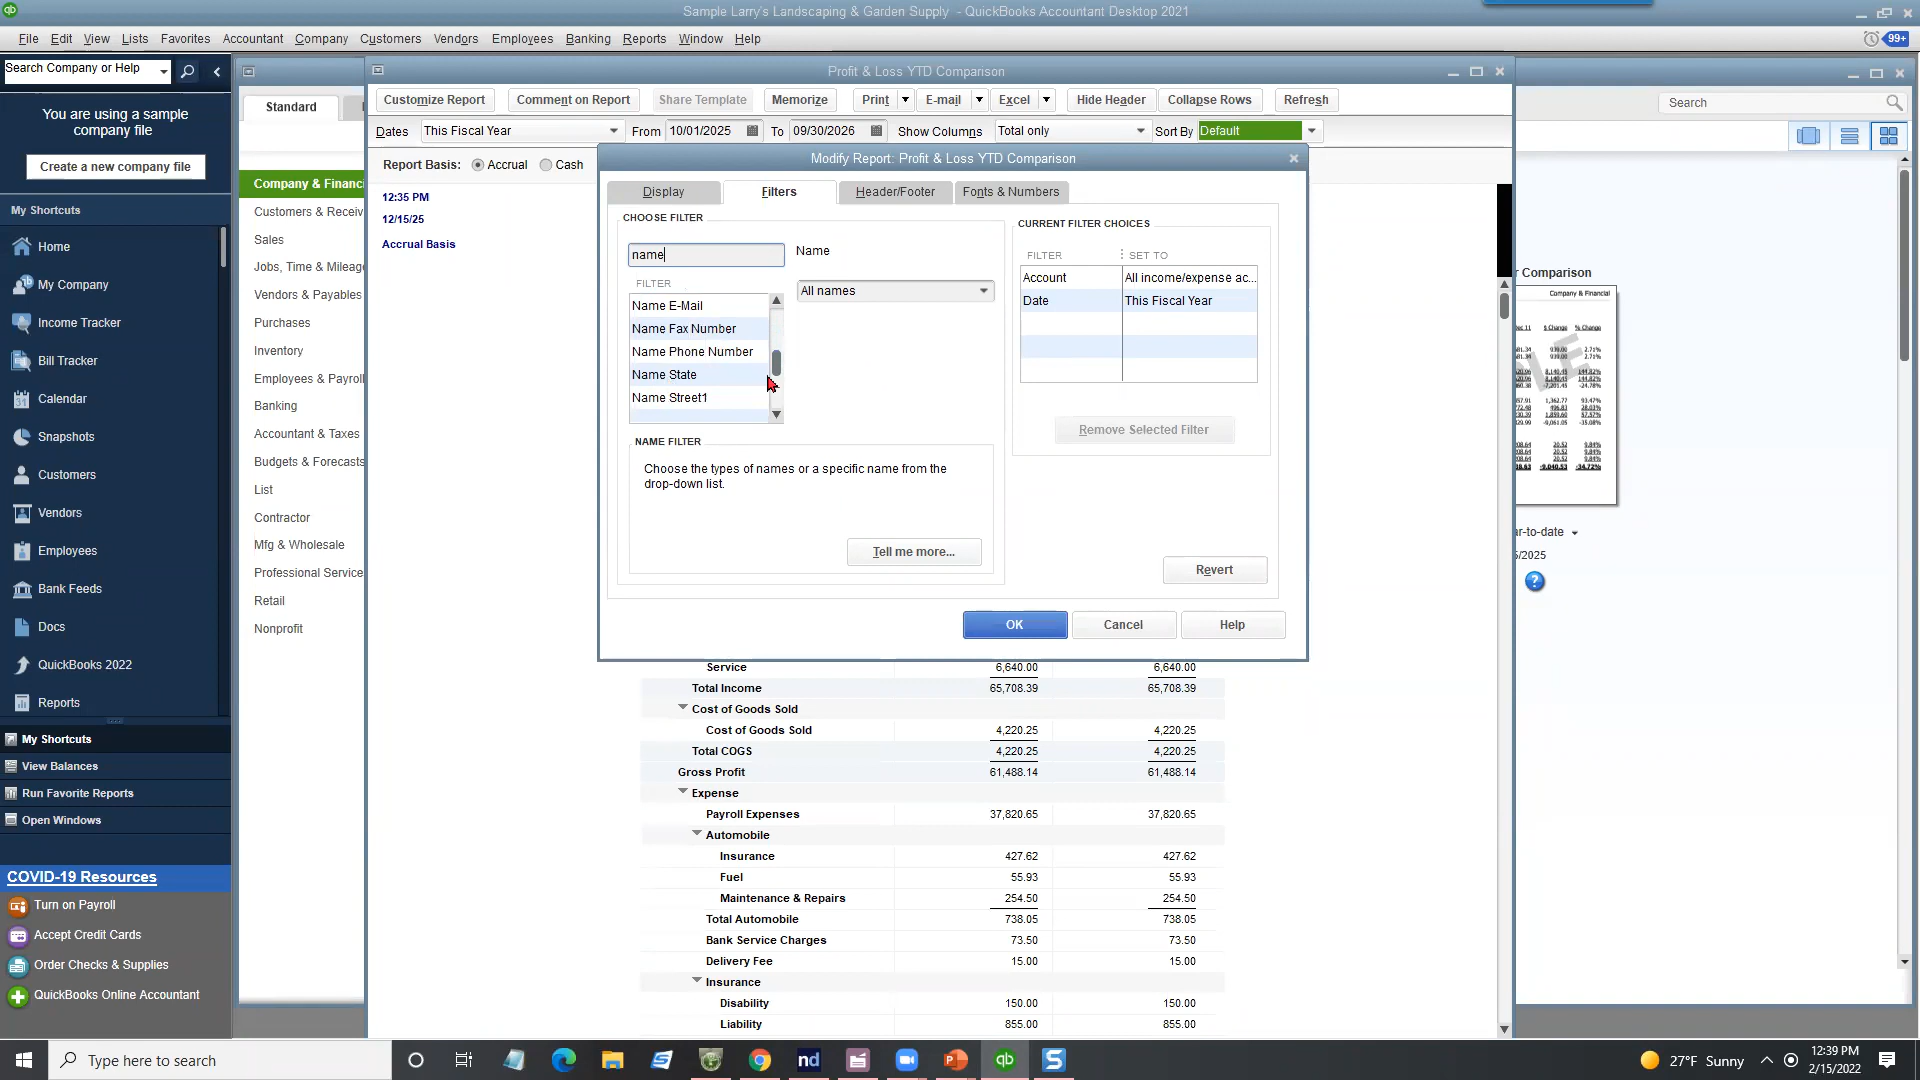 Sample Larry's Landscaping & Garden Supply - QuickBooks Accountant Desktop 2021
File Edit View Lists Favorites Accountant Company Customers Vendors Employees Banking Reports Window Help
99+
Search Company or Help
You are using a sample
company file
Create a new company file
My Shortcuts
Home
My Company
Income Tracker
Bill Tracker
Calendar
Snapshots
Customers
Vendors
Employees
Bank Feeds
Docs
QuickBooks 2022
Reports
My Shortcuts
View Balances
Run Favorite Reports
Open Windows
COVID-19 Resources
Turn on Payroll
Accept Credit Cards
Order Checks & Supplies
QuickBooks Online Accountant
Standard
Company & Financi
Customers & Receiv
Sales
Jobs, Time & Mileag
Vendors & Payables
Purchases
Inventory
Employees & Payroll
Banking
Accountant & Taxes
Budgets & Forecasts
List
Contractor
Mfg & Wholesale
Professional Service
Retail
Nonprofit
Profit & Loss YTD Comparison
Customize Report Comment on Report Share Template Memorize Print E-mail Excel Hide Header Collapse Rows Refresh
Dates This Fiscal Year From 10/01/2025 To 09/30/2026 Show Columns Total only Sort By Default
Report Basis: Accrual Cash
12:35 PM
12/15/25
Accrual Basis
Modify Report: Profit & Loss YTD Comparison
Display Filters Header/Footer Fonts & Numbers
CHOOSE FILTER
name
Name
FILTER
All names
Name E-Mail
Name Fax Number
Name Phone Number
Name State
Name Street1
NAME FILTER
Choose the types of names or a specific name from the
drop-down list.
Tell me more...
CURRENT FILTER CHOICES
FILTER SET TO
Account All income/expense ac...
Date This Fiscal Year
Remove Selected Filter
Revert
OK Cancel Help
Service 6,640.00 6,640.00
Total Income 65,708.39 65,708.39
Cost of Goods Sold
Cost of Goods Sold 4,220.25 4,220.25
Total COGS 4,220.25 4,220.25
Gross Profit 61,488.14 61,488.14
Expense
Payroll Expenses 37,820.65 37,820.65
Automobile
Insurance 427.62 427.62
Fuel 55.93 55.93
Maintenance & Repairs 254.50 254.50
Total Automobile 738.05 738.05
Bank Service Charges 73.50 73.50
Delivery Fee 15.00 15.00
Insurance
Disability 150.00 150.00
Liability 855.00 855.00
Search
r Comparison
Company & Financial
$ Change % Change
ar-to-date
5/2025
Type here to search
nd
27°F Sunny
12:39 PM
2/15/2022